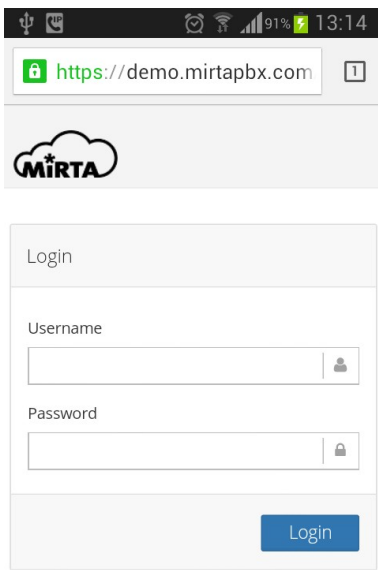 91% 13:14
https://demo.mirtapbx.com
1
MIRTA
Login
Username
Password
Login